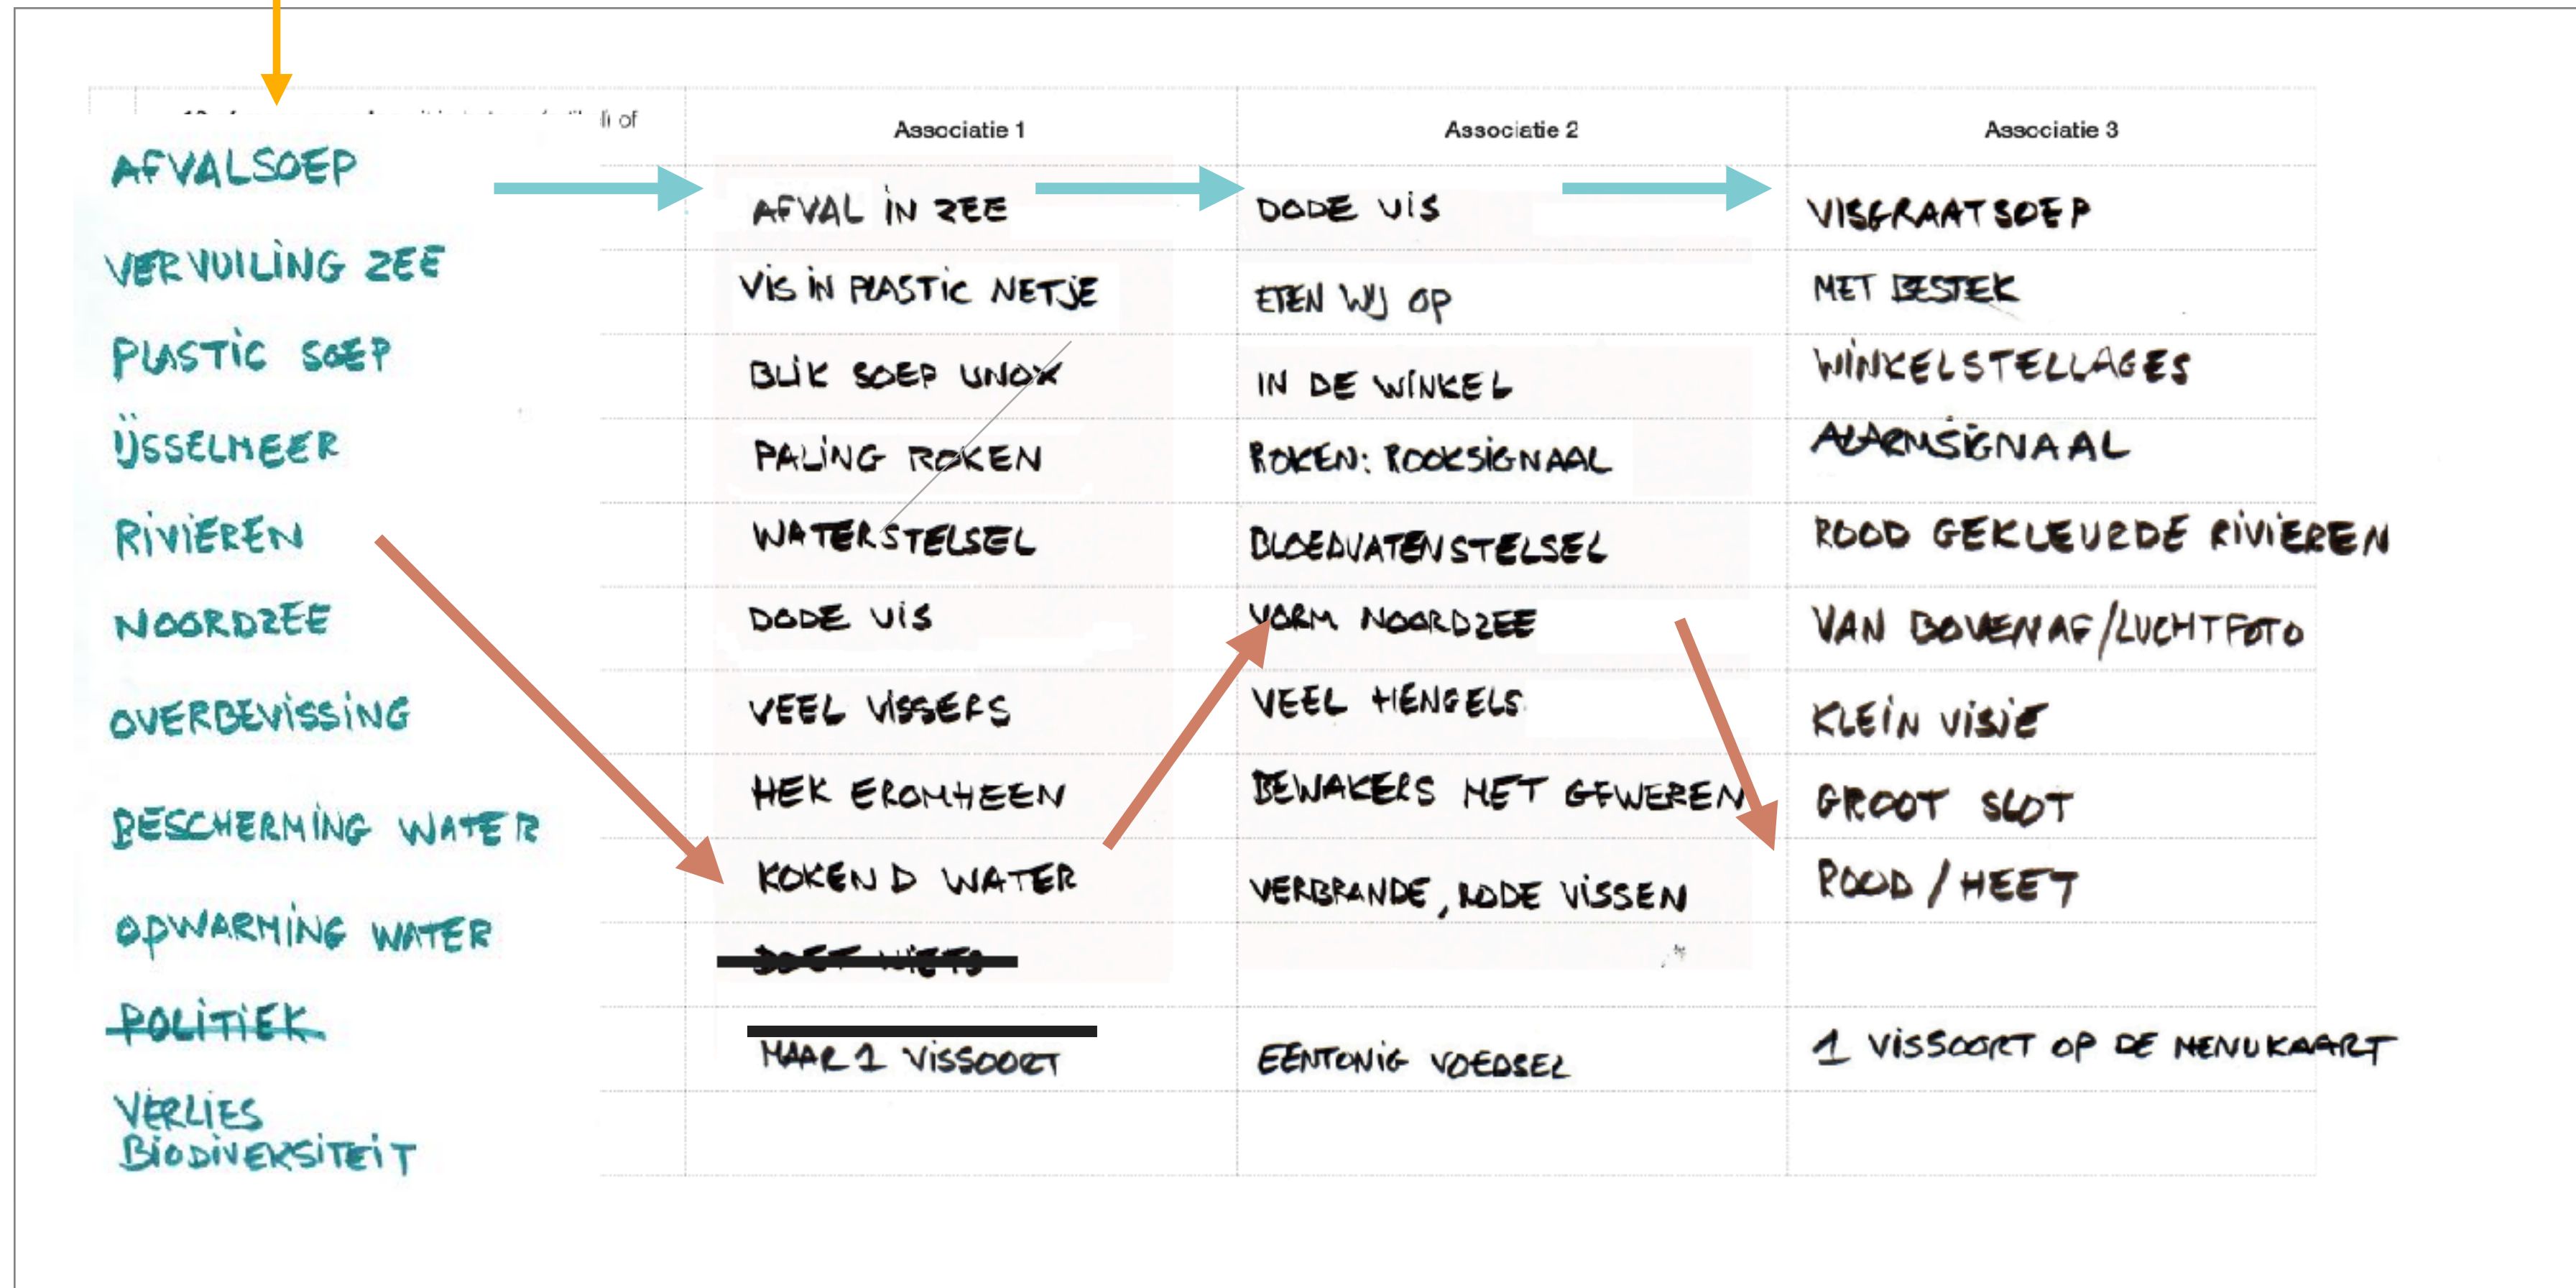 of
Associatie 1
Associatie 2
Associatie 3
AFVALSOEP
AFVAL IN ZEE
DODE VIS
VISGRAATSOEP
VERVUILING ZEE
VIS IN PLASTIC NETJE
ETEN WIJ OP
MET BESTEK
PLASTIC SOEP
BLIK SOEP UNOX
IN DE WINKEL
WINKELSTELLAGES
IJSSELMEER
PALING ROKEN
ROKEN: ROOKSIGNAAL
ALARMSIGNAAL
RIVIEREN
WATERSTELSEL
BLOEDVATENSTELSEL
ROOD GEKLEURDE RIVIEREN
NOORDZEE
DODE VIS
VORM NOORDZEE
VAN BOVENAF/LUCHTFOTO
OVERBEVISSING
VEEL VISSERS
VEEL HENGELS
KLEIN VISJE
BESCHERMING WATER
HEK EROMHEEN
BEWAKERS MET GEWEREN
GROOT SLOT
OPWARMING WATER
KOKEND WATER
VERBRANDE, RODE VISSEN
ROOD / HEET
POLITIEK
DOET NIETS
VERLIES
BIODIVERSITEIT
MAAR 1 VISSOORT
EENTONIG VOEDSEL
1 VISSOORT OP DE MENUKAART